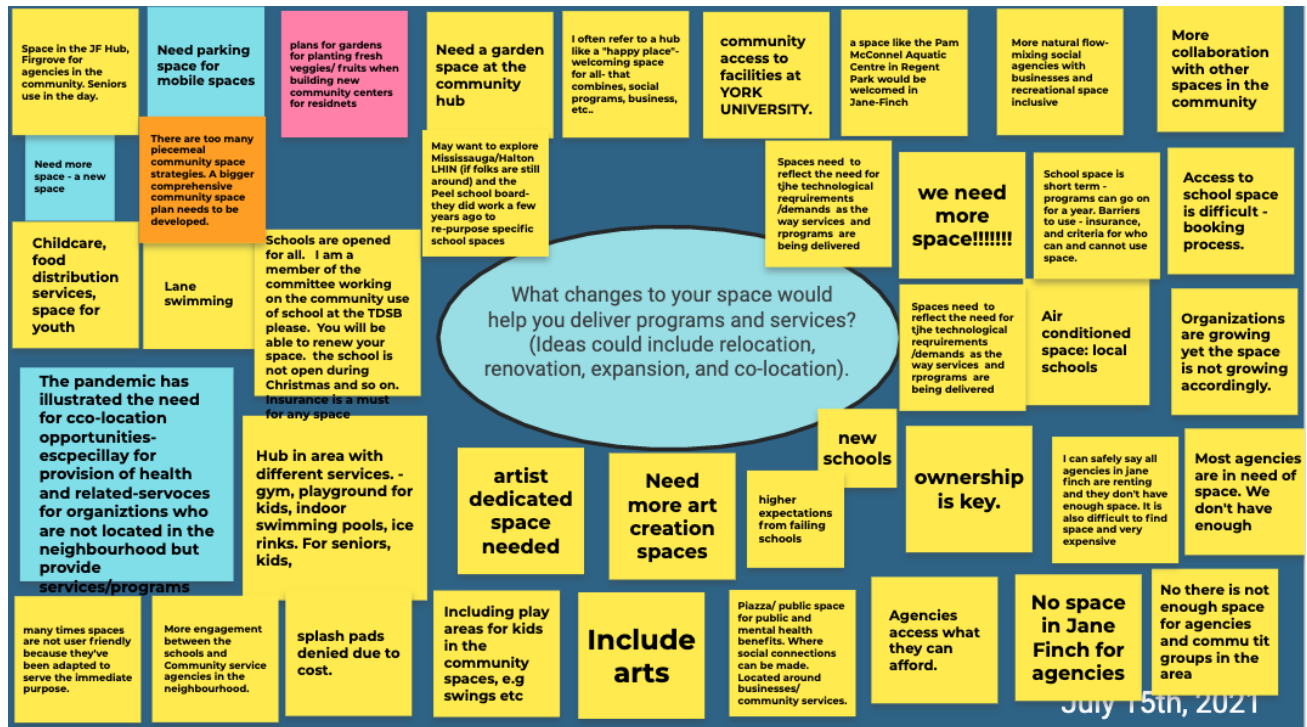 Space in the JF Hub,
Firgrove for
agencies in the
community. Seniors
use in the day.
Need parking
space for
mobile spaces
plans for gardens
for planting fresh
veggies/ fruits when
building new
community centers
for residnets
Need a garden
space at the
community
hub
I often refer to a hub
like a "happy place"-
welcoming space
for all- that
combines, social
programs, business,
etc..
community
access to
facilities at
YORK
UNIVERSITY.
a space like the Pam
McConnel Aquatic
Centre in Regent
Park would be
welcomed in
Jane-Finch
More natural flow-
mixing social
agencies with
businesses and
recreational space
inclusive
More
collaboration
with other
spaces in the
community
Need more
space - a new
space
There are too many
piecemeal
community space
strategies. A bigger
comprehensive
community space
plan needs to be
developed.
May want to explore
Mississauga/Halton
LHIN (if folks are still
around) and the
Peel school board-
they did work a few
years ago to
re-purpose specific
school spaces
Spaces need to
reflect the need for
tjhe technological
reqruirements
/demands as the
way services and
rprograms are
being delivered
we need
more
space!!!!!!!
School space is
short term -
programs can go on
for a year. Barriers
to use - insurance,
and criteria for who
can and cannot use
space.
Access to
school space
is difficult -
booking
process.
Childcare,
food
distribution
services,
space for
youth
Lane
swimming
Schools are opened
for all. I am a
member of the
committee working
on the community use
of school at the TDSB
please. You will be
able to renew your
space. the school is
not open during
Christmas and so on.
Insurance is a must
for any space
What changes to your space would
help you deliver programs and services?
(Ideas could include relocation,
renovation, expansion, and co-location).
Spaces need to
reflect the need for
tjhe technological
reqruirements
/demands as the
way services and
rprograms are
being delivered
Air
conditioned
space: local
schools
Organizations
are growing
yet the space
is not growing
accordingly.
The pandemic has
illustrated the need
for cco-location
opportunities-
escpecillay for
provision of health
and related-servoces
for organiztions who
are not located in the
neighbourhood but
provide
services/programs
Hub in area with
different services. -
gym, playground for
kids, indoor
swimming pools, ice
rinks. For seniors,
kids,
artist
dedicated
space
needed
Need
more art
creation
spaces
new
schools
higher
expectations
from failing
schools
ownership
is key.
I can safely say all
agencies in jane
finch are renting
and they don't have
enough space. It is
also difficult to find
space and very
expensive
Most agencies
are in need of
space. We
don't have
enough
many times spaces
are not user friendly
because they've
been adapted to
serve the immediate
purpose.
More engagement
between the
schools and
Community service
agencies in the
neighbourhood.
splash pads
denied due to
cost.
Including play
areas for kids
in the
community
spaces, e.g
swings etc
Include
arts
Piazza/ public space
for public and
mental health
benefits. Where
social connections
can be made.
Located around
businesses/
community services.
Agencies
access what
they can
afford.
No space
in Jane
Finch for
agencies
No there is not
enough space
for agencies
and commu tit
groups in the
area
July 15th, 2021